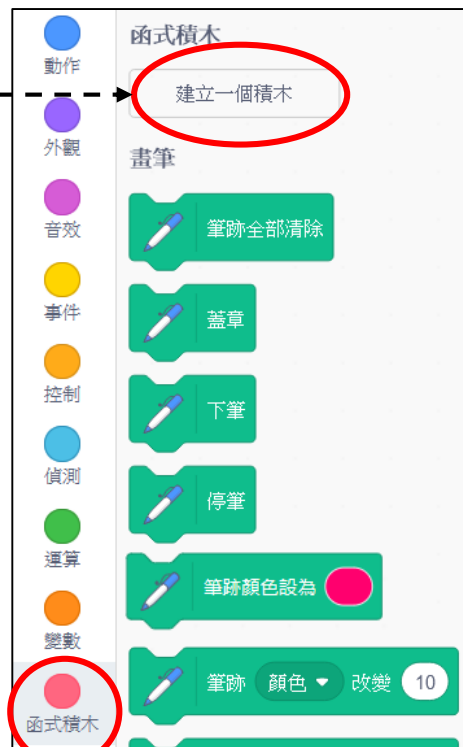 動作
外觀
音效
事件
控制
偵測
運算
變數
函式積木
函式積木
建立一個積木
畫筆
筆跡全部清除
蓋章
下筆
停筆
筆跡顏色設為
筆跡 顏色 改變 10